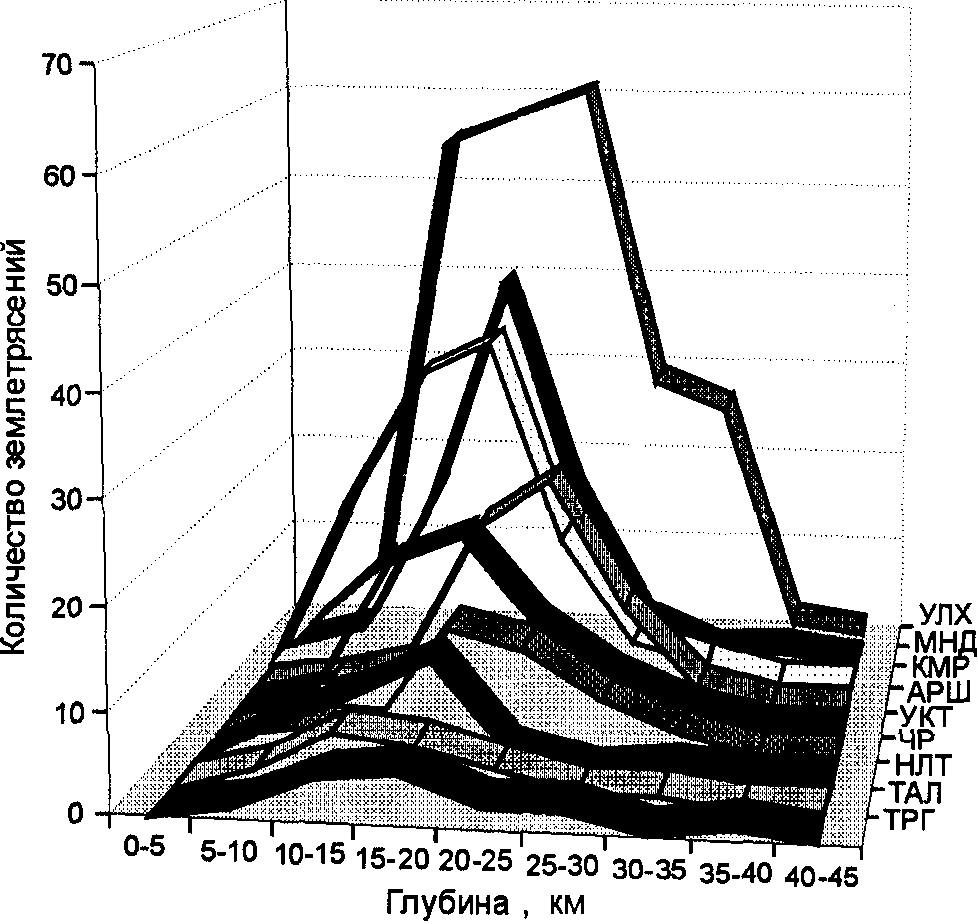 70
60
50
40
30
20
10
0
Количество землетрясений
0-5 5-10 10-15 15-20 20-25 25-30 30-35 35-40 40-45
Глубина , км
УЛХ
МНД
КМР
АРШ
УКТ
ЧР
НЛТ
ТАЛ
ТРГ